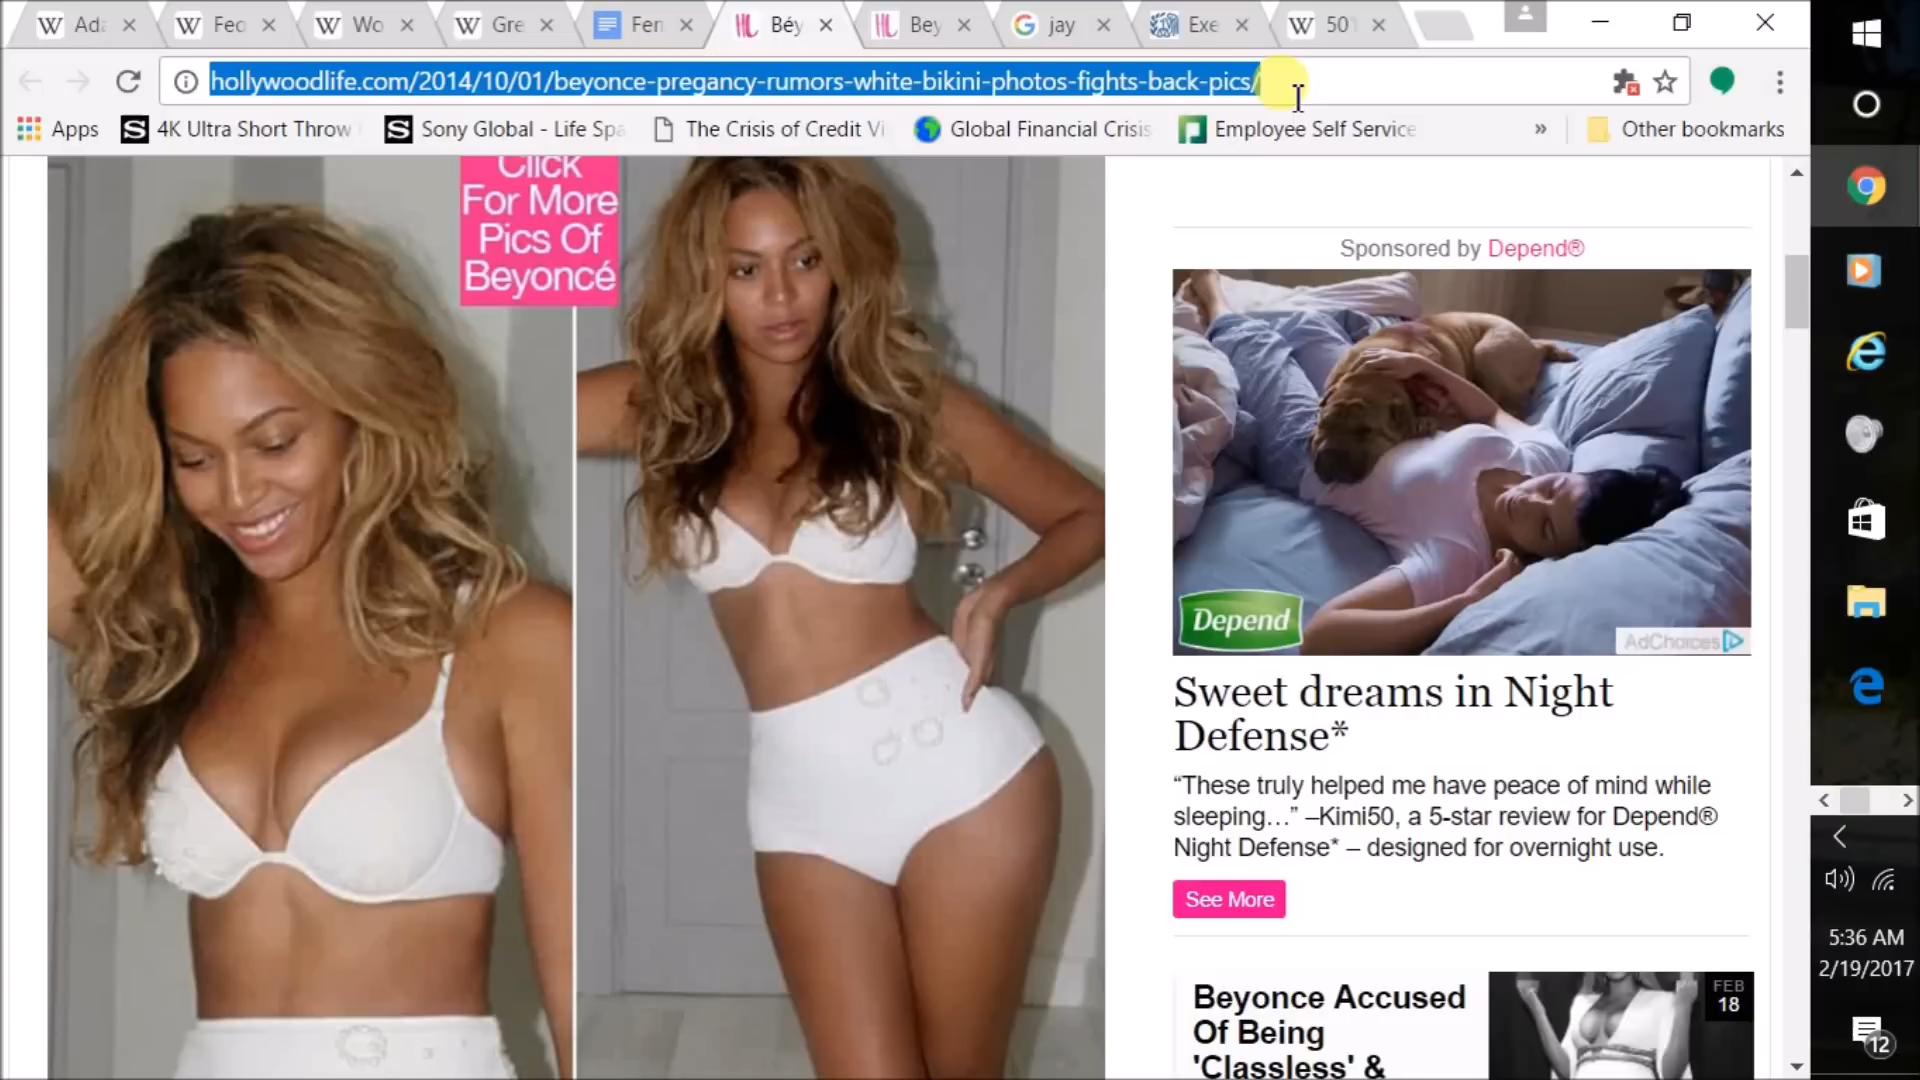 Ada
Fed
Wo
Gre
Fen
Béy
Bey
jay
Exe
501
hollywoodlife.com/2014/10/01/beyonce-pregancy-rumors-white-bikini-photos-fights-back-pics/
Apps
4K Ultra Short Throw
Sony Global - Life Spa
The Crisis of Credit Vi
Global Financial Crisis
Employee Self Service
»
Other bookmarks
Click
For More
Pics Of
Beyoncé
Sponsored by Depend®
Depend
AdChoices
Sweet dreams in Night
Defense*
“These truly helped me have peace of mind while
sleeping…” –Kimi50, a 5-star review for Depend®
Night Defense* – designed for overnight use.
See More
Beyonce Accused
Of Being
'Classless' &
FEB
18
5:36 AM
2/19/2017
12